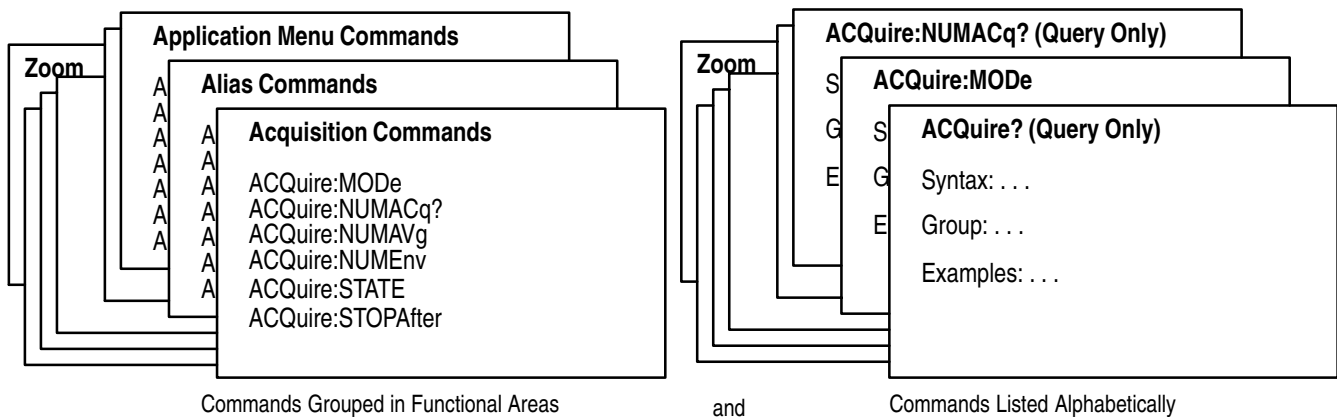 Zoom
Application Menu Commands
A
A
A
A
A
A
A
Alias Commands
A
A
A
A
A
A
A
Acquisition Commands
ACQuire:MODe
ACQuire:NUMACq?
ACQuire:NUMAVg
ACQuire:NUMEnv
ACQuire:STATE
ACQuire:STOPAfter
Commands Grouped in Functional Areas
and
Zoom
ACQuire:NUMACq? (Query Only)
S
G
E
ACQuire:MODe
S
G
E
ACQuire? (Query Only)
Syntax: . . .
Group: . . .
Examples: . . .
Commands Listed Alphabetically